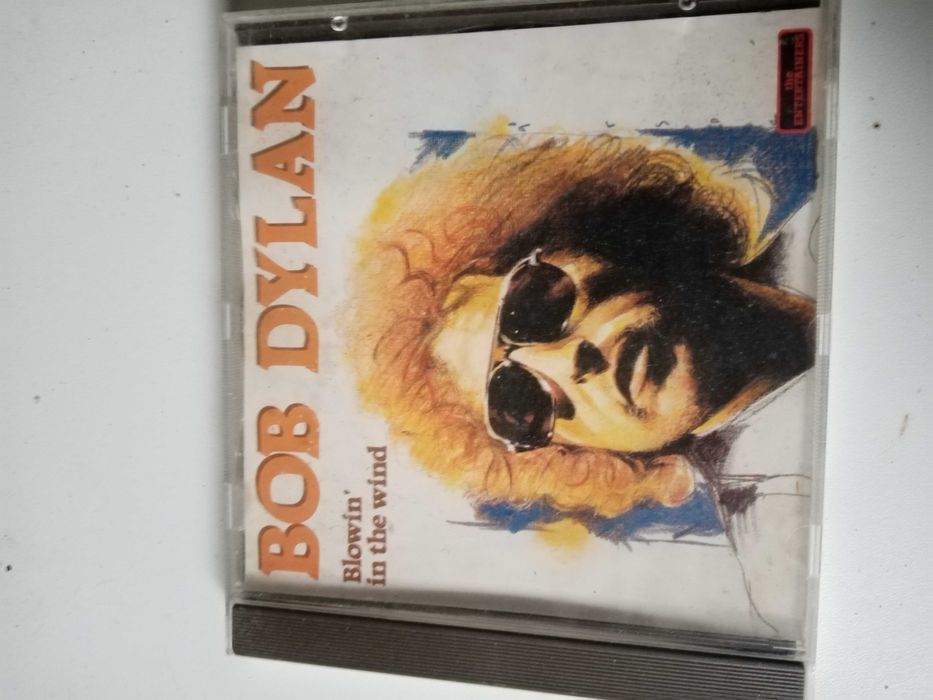 BOB DYLAN
Blowin'
in the wind
the
ENTERTAINERS